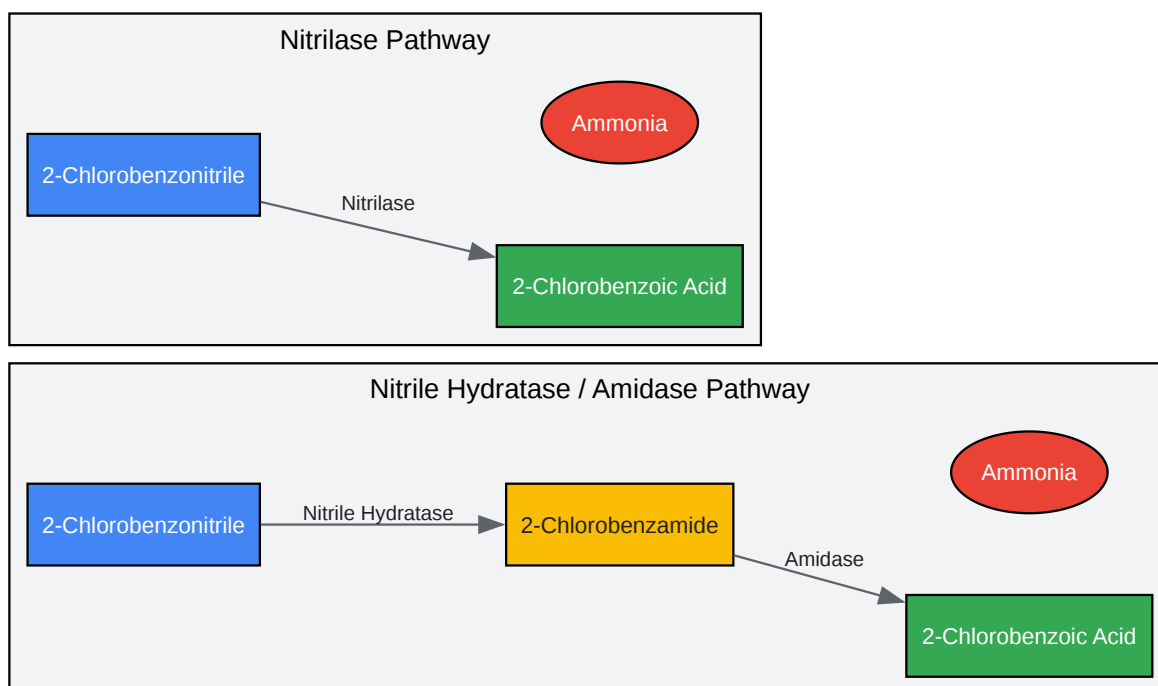 Nitrilase Pathway
Ammonia
2-Chlorobenzonitrile
Nitrilase
2-Chlorobenzoic Acid
Nitrile Hydratase / Amidase Pathway
Ammonia
2-Chlorobenzonitrile
Nitrile Hydratase
2-Chlorobenzamide
Amidase
2-Chlorobenzoic Acid